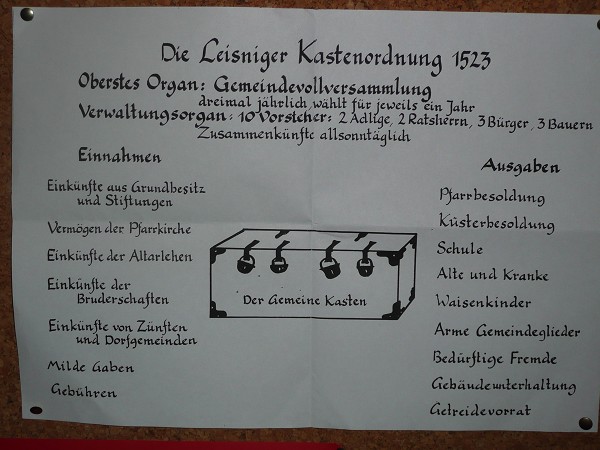 Die Leisniger Kastenordnung 1523
Oberstes Organ: Gemeindevollversammlung
dreimal jährlich, wählt für jeweils ein Jahr
Verwaltungsorgan: 10 Vorsteher: 2 Adlige, 2 Ratsherrn, 3 Bürger, 3 Bauern
Zusammenkünfte allsonntäglich
Einnahmen
Einkünfte aus Grundbesitz
und Stiftungen
Vermögen der Pfarrkirche
Einkünfte der Altarlehen
Einkünfte der
Bruderschaften
Einkünfte von Zünften
und Dorfgemeinden
Milde Gaben
Gebühren
Der Gemeine Kasten
Ausgaben
Pfarrbesoldung
Küsterbesoldung
Schule
Alte und Kranke
Waisenkinder
Arme Gemeindeglieder
Bedürftige Fremde
Gebäudeunterhaltung
Getreidevorrat